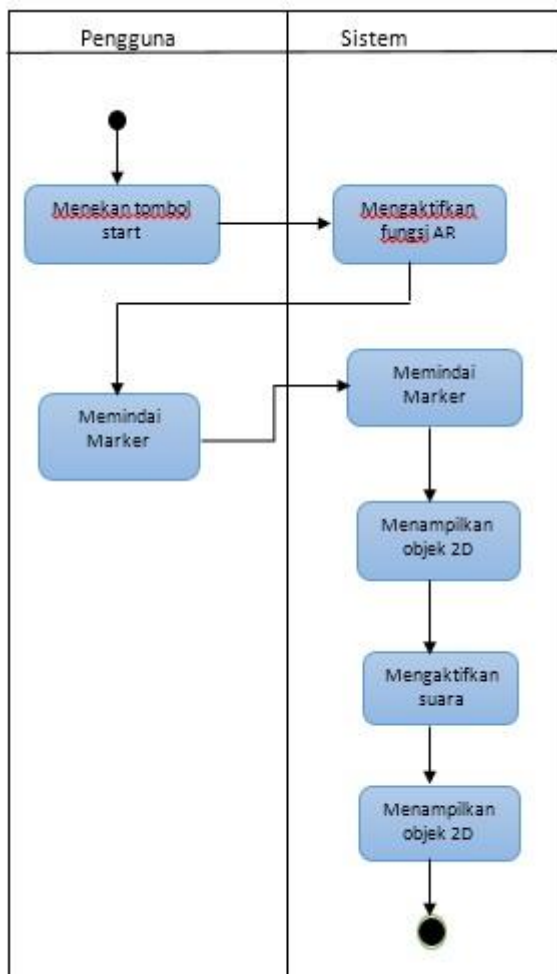 Pengguna
Sistem
Menekan tombol
start
Mengaktifkan
fungsi AR
Memindai
Marker
Memindai
Marker
Menampilkan
objek 2D
Mengaktifkan
suara
Menampilkan
objek 2D